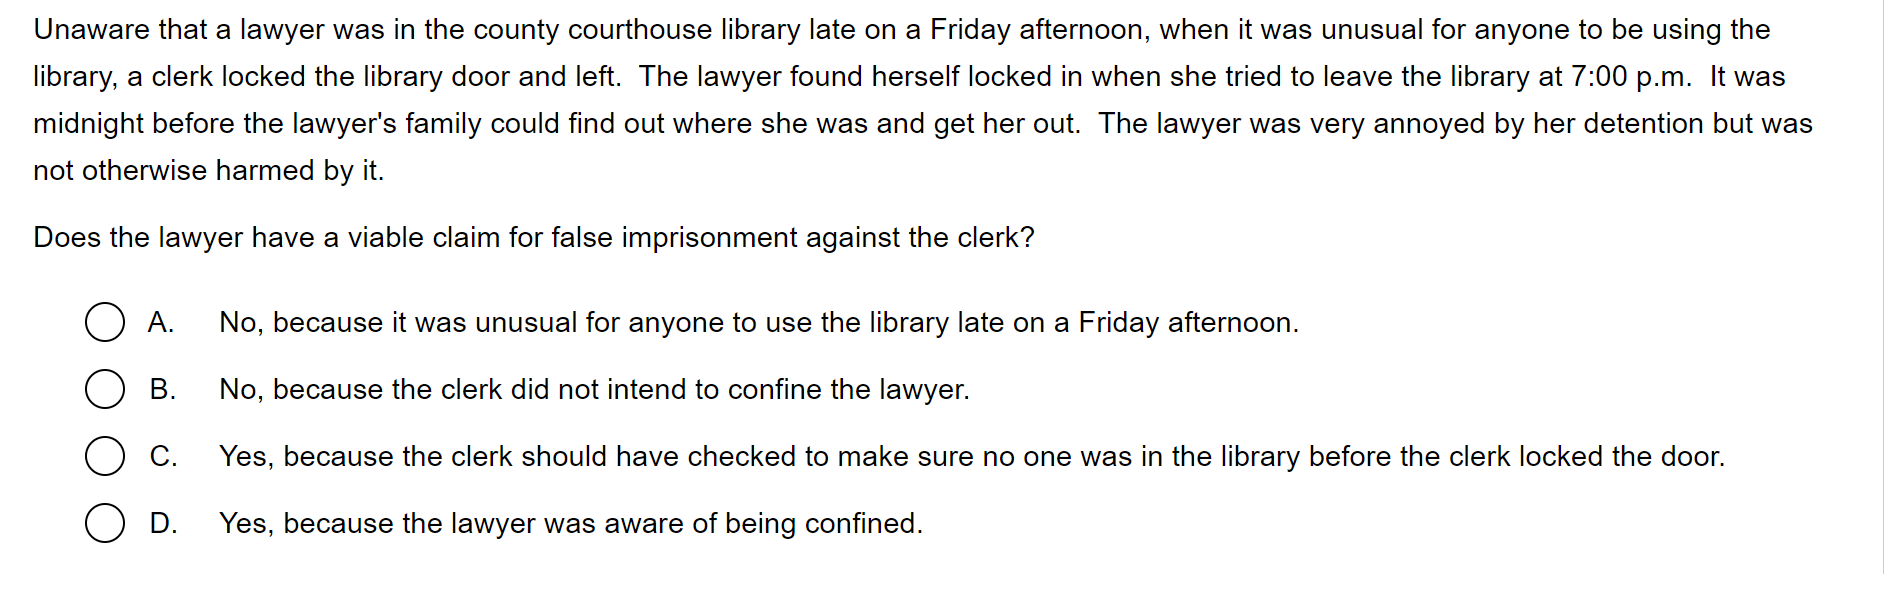 Unaware that a lawyer was in the county courthouse library late on a Friday afternoon, when it was unusual for anyone to be using the
library, a clerk locked the library door and left.  The lawyer found herself locked in when she tried to leave the library at 7:00 p.m.  It was
midnight before the lawyer's family could find out where she was and get her out.  The lawyer was very annoyed by her detention but was
not otherwise harmed by it.
Does the lawyer have a viable claim for false imprisonment against the clerk?
A. No, because it was unusual for anyone to use the library late on a Friday afternoon.
B. No, because the clerk did not intend to confine the lawyer.
C. Yes, because the clerk should have checked to make sure no one was in the library before the clerk locked the door.
D. Yes, because the lawyer was aware of being confined.